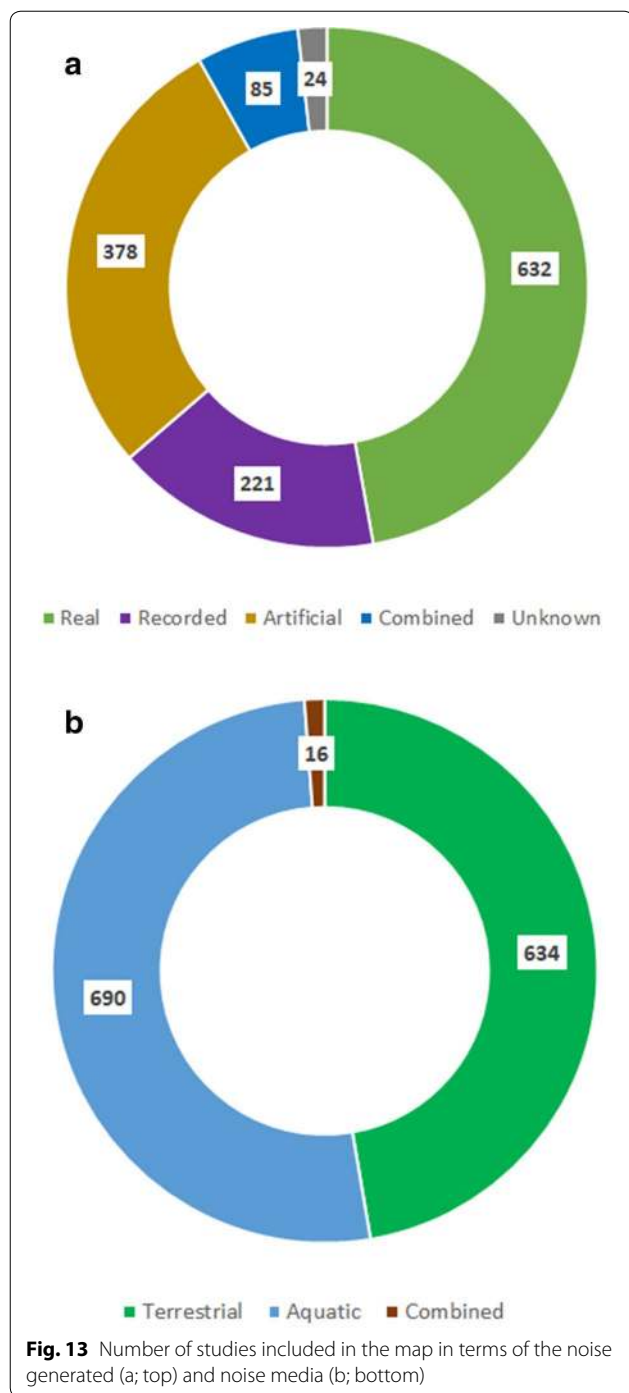 a
24
85
378
632
221
Real Recorded Artificial Combined Unknown
b
16
634
690
Terrestrial Aquatic Combined
Fig. 13 Number of studies included in the map in terms of the noise
generated (a; top) and noise media (b; bottom)